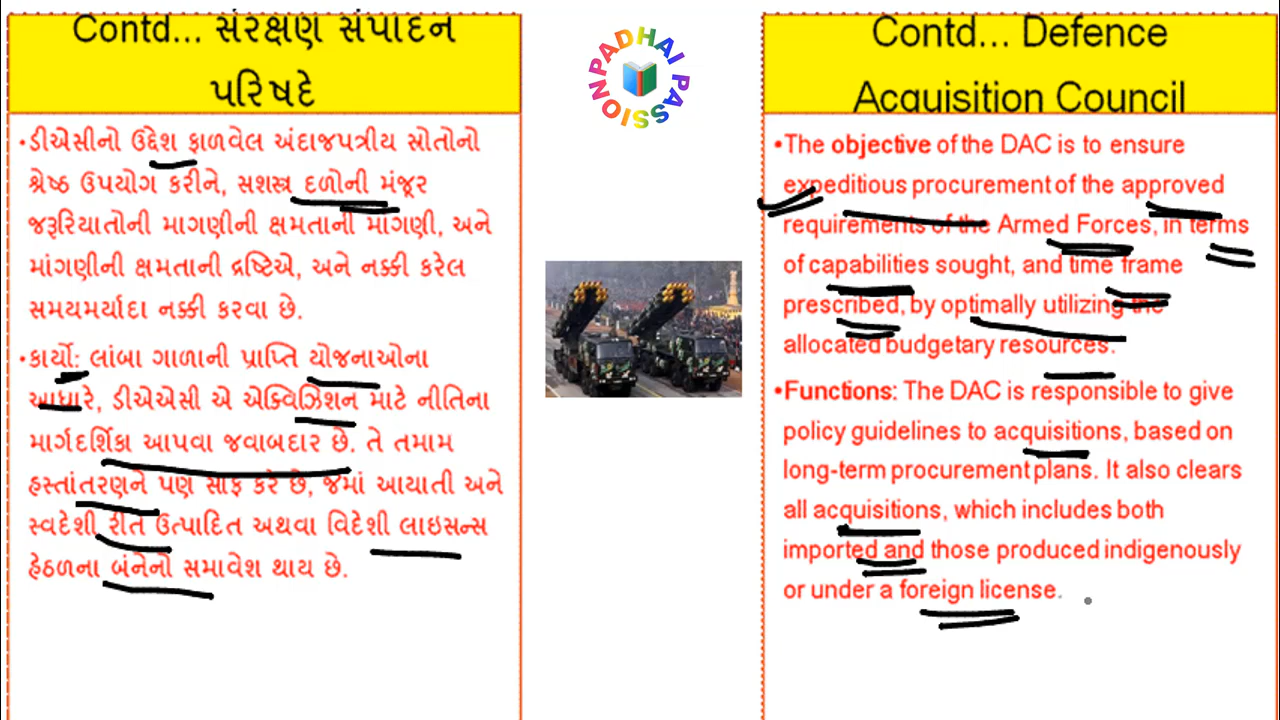 Contd... સંરક્ષણ સંપાદન
પરિષદે
•ડીએસીનો ઉદ્દેશ ફાળવેલ અંદાજપત્રીય સ્રોતોનો
શ્રેષ્ઠ ઉપયોગ કરીને, સશસ્ત્ર દળોની મંજૂર
જરૂરિયાતોની માગણીની ક્ષમતાની માંગણી, અને
માંગણીની ક્ષમતાની દ્રષ્ટિએ, અને નક્કી કરેલ
સમયમર્યાદા નક્કી કરવા છે.
•કાર્યો: લાંબા ગાળાની પ્રાપ્તિ યોજનાઓના
આધારે, ડીએએસી એ એક્વિઝિશન માટે નીતિના
માર્ગદર્શિકા આપવા જવાબદાર છે. તે તમામ
હસ્તાંતરણને પણ સાફ કરે છે, જેમાં આયાતી અને
સ્વદેશી રીતે ઉત્પાદિત અથવા વિદેશી લાઇસન્સ
હેઠળના બંનેનો સમાવેશ થાય છે.
PADHAI PASSION
Contd... Defence
Acquisition Council
•The objective of the DAC is to ensure
expeditious procurement of the approved
requirements of the Armed Forces, in terms
of capabilities sought, and time frame
prescribed, by optimally utilizing the
allocated budgetary resources.
•Functions: The DAC is responsible to give
policy guidelines to acquisitions, based on
long-term procurement plans. It also clears
all acquisitions, which includes both
imported and those produced indigenously
or under a foreign license.